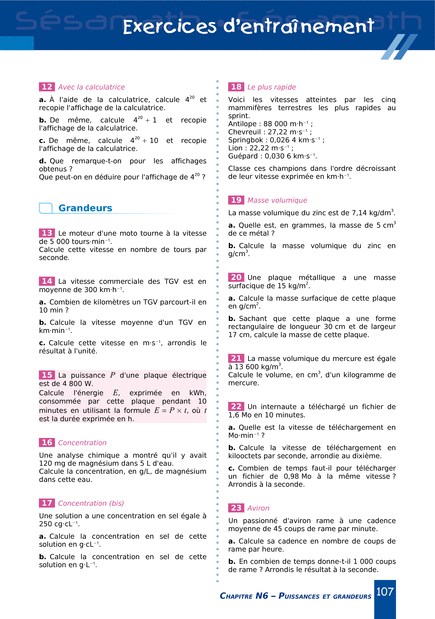 Sésamath
Exercices d'entraînement
12 Avec la calculatrice
a. À l'aide de la calculatrice, calcule 4²⁰ et
recopie l'affichage de la calculatrice.
b. De même, calcule 4²⁰ + 1 et recopie
l'affichage de la calculatrice.
c. De même, calcule 4²⁰ + 10 et recopie
l'affichage de la calculatrice.
d. Que remarque-t-on pour les affichages
obtenus ?
Que peut-on en déduire pour l'affichage de 4²⁰ ?
Grandeurs
13 Le moteur d'une moto tourne à la vitesse
de 5 000 tours·min⁻¹.
Calcule cette vitesse en nombre de tours par
seconde.
14 La vitesse commerciale des TGV est en
moyenne de 300 km·h⁻¹.
a. Combien de kilomètres un TGV parcourt-il en
10 min ?
b. Calcule la vitesse moyenne d'un TGV en
km·min⁻¹.
c. Calcule cette vitesse en m·s⁻¹, arrondis le
résultat à l'unité.
15 La puissance P d'une plaque électrique
est de 4 800 W.
Calcule l'énergie E, exprimée en kWh,
consommée par cette plaque pendant 10
minutes en utilisant la formule E = P × t, où t
est la durée exprimée en h.
16 Concentration
Une analyse chimique a montré qu'il y avait
120 mg de magnésium dans 5 L d'eau.
Calcule la concentration, en g/L, de magnésium
dans cette eau.
17 Concentration (bis)
Une solution a une concentration en sel égale à
250 cg·cL⁻¹.
a. Calcule la concentration en sel de cette
solution en g·cL⁻¹.
b. Calcule la concentration en sel de cette
solution en g·L⁻¹.
18 Le plus rapide
Voici les vitesses atteintes par les cinq
mammifères terrestres les plus rapides au
sprint.
Antilope : 88 000 m·h⁻¹ ;
Chevreuil : 27,22 m·s⁻¹ ;
Springbok : 0,026 4 km·s⁻¹ ;
Lion : 22,22 m·s⁻¹ ;
Guépard : 0,030 6 km·s⁻¹.
Classe ces champions dans l'ordre décroissant
de leur vitesse exprimée en km·h⁻¹.
19 Masse volumique
La masse volumique du zinc est de 7,14 kg/dm³.
a. Quelle est, en grammes, la masse de 5 cm³
de ce métal ?
b. Calcule la masse volumique du zinc en
g/cm³.
20 Une plaque métallique a une masse
surfacique de 15 kg/m².
a. Calcule la masse surfacique de cette plaque
en g/cm².
b. Sachant que cette plaque a une forme
rectangulaire de longueur 30 cm et de largeur
17 cm, calcule la masse de cette plaque.
21 La masse volumique du mercure est égale
à 13 600 kg/m³.
Calcule le volume, en cm³, d'un kilogramme de
mercure.
22 Un internaute a téléchargé un fichier de
1,6 Mo en 10 minutes.
a. Quelle est la vitesse de téléchargement en
Mo·min⁻¹ ?
b. Calcule la vitesse de téléchargement en
kilooctets par seconde, arrondie au dixième.
c. Combien de temps faut-il pour télécharger
un fichier de 0,98 Mo à la même vitesse ?
Arrondis à la seconde.
23 Aviron
Un passionné d'aviron rame à une cadence
moyenne de 45 coups de rame par minute.
a. Calcule sa cadence en nombre de coups de
rame par heure.
b. En combien de temps donne-t-il 1 000 coups
de rame ? Arrondis le résultat à la seconde.
Chapitre N6 – Puissances et grandeurs 107